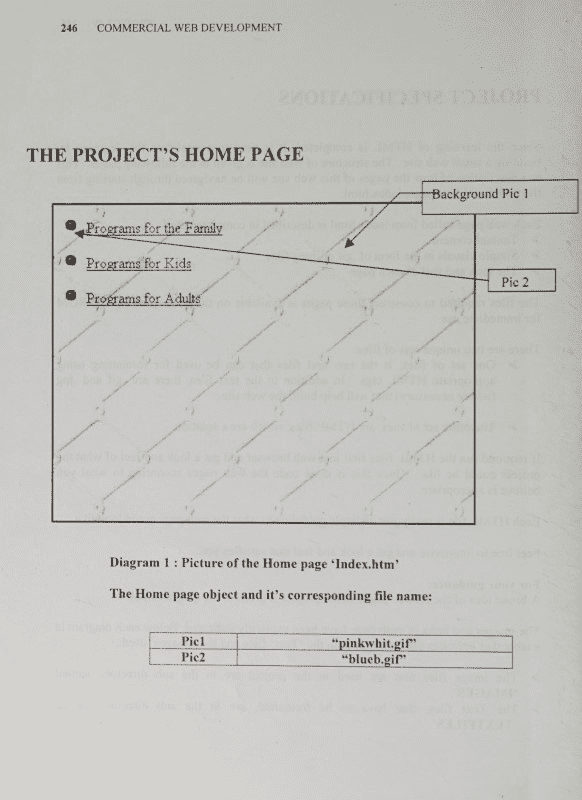 246 COMMERCIAL WEB DEVELOPMENT
THE PROJECT'S HOME PAGE
Background Pic 1
Programs for the Family
Programs for Kids
Pic 2
Programs for Adults
Diagram 1 : Picture of the Home page 'Index.htm'
The Home page object and it's corresponding file name:
Pic1 "pinkwhit.gif"
Pic2 "blueb.gif"